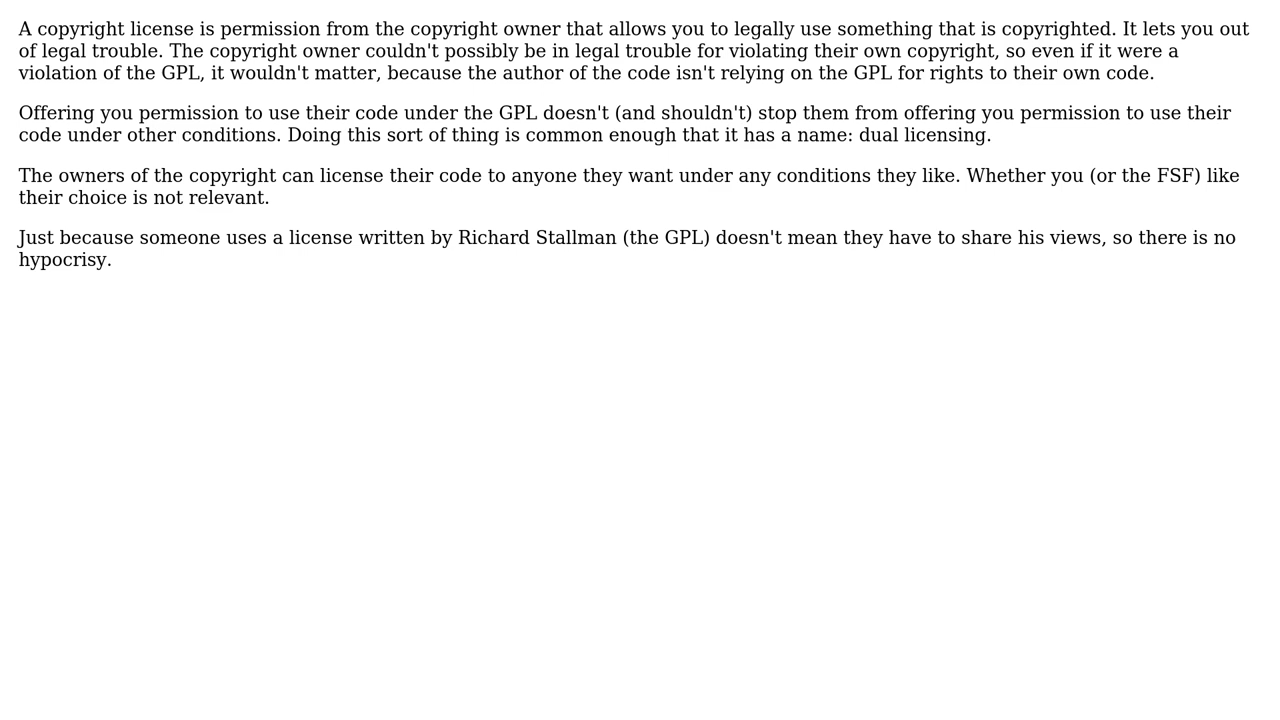 A copyright license is permission from the copyright owner that allows you to legally use something that is copyrighted. It lets you out
of legal trouble. The copyright owner couldn't possibly be in legal trouble for violating their own copyright, so even if it were a
violation of the GPL, it wouldn't matter, because the author of the code isn't relying on the GPL for rights to their own code.
Offering you permission to use their code under the GPL doesn't (and shouldn't) stop them from offering you permission to use their
code under other conditions. Doing this sort of thing is common enough that it has a name: dual licensing.
The owners of the copyright can license their code to anyone they want under any conditions they like. Whether you (or the FSF) like
their choice is not relevant.
Just because someone uses a license written by Richard Stallman (the GPL) doesn't mean they have to share his views, so there is no
hypocrisy.